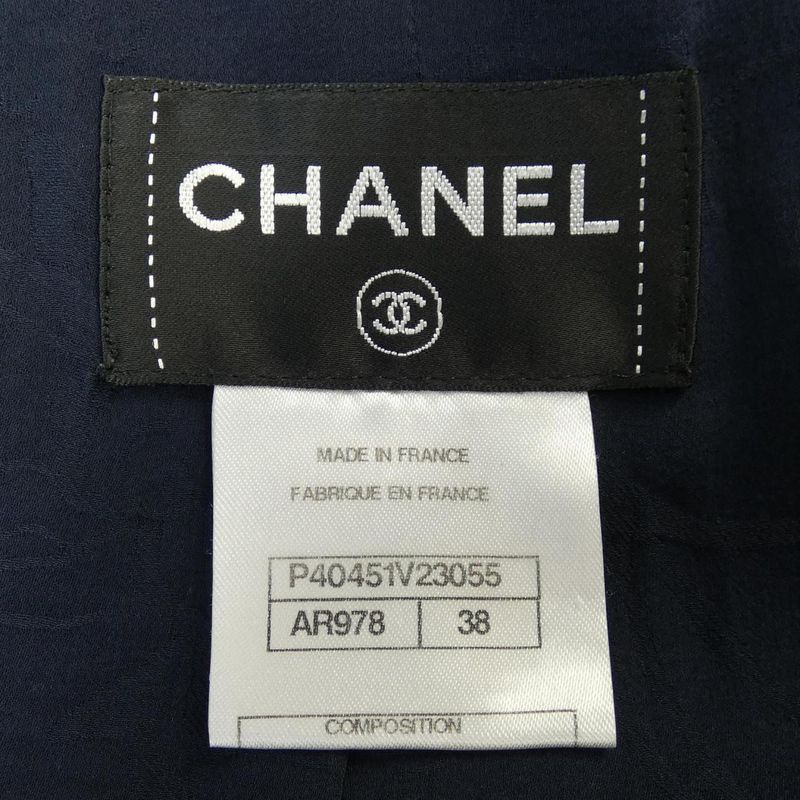 CHANEL
MADE IN FRANCE
FABRIQUE EN FRANCE
P40451V23055
AR978 38
COMPOSITION